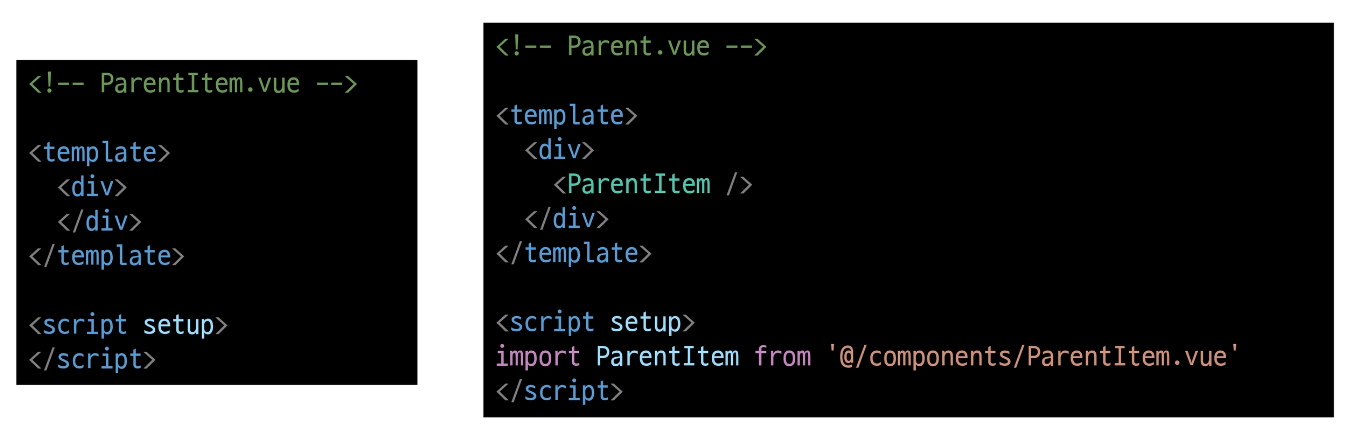 <!-- ParentItem.vue -->
<template>
  <div>
  </div>
</template>
<script setup>
</script>
<!-- Parent.vue -->
<template>
  <div>
    <ParentItem />
  </div>
</template>
<script setup>
import ParentItem from '@/components/ParentItem.vue'
</script>